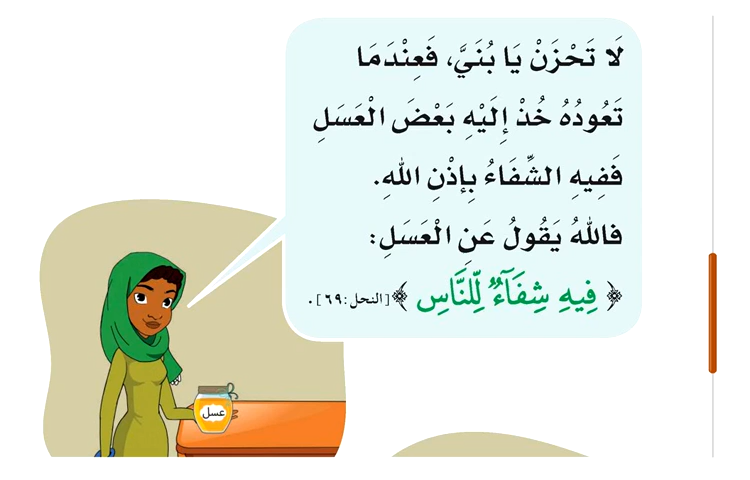 لَا تَحْزَنْ يَا بُنَيَّ، فَعِنْدَمَا
تَعُودُهُ خُذْ إِلَيْهِ بَعْضَ الْعَسَلِ
فَفِيهِ الشِّفَاءُ بِإِذْنِ اللهِ.
فَاللهُ يَقُولُ عَنِ الْعَسَلِ:
﴿ فِيهِ شِفَآءٌ لِّلنَّاسِ ﴾ [النحل: ٦٩].
عسل